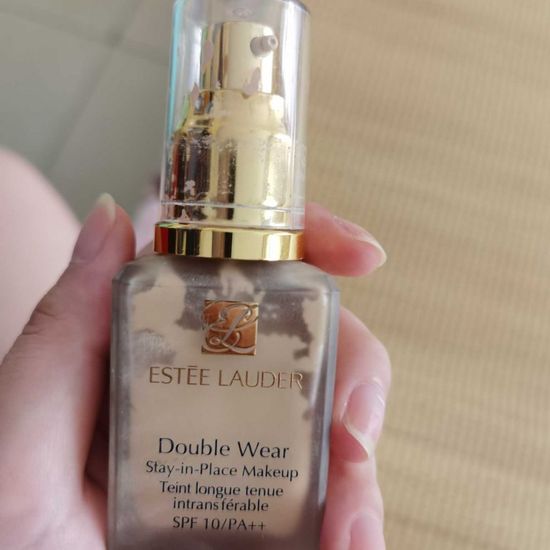 ESTĒE LAUDER
Double Wear
Stay-in-Place Makeup
Teint longue tenue
intransférable
SPF 10/PA++